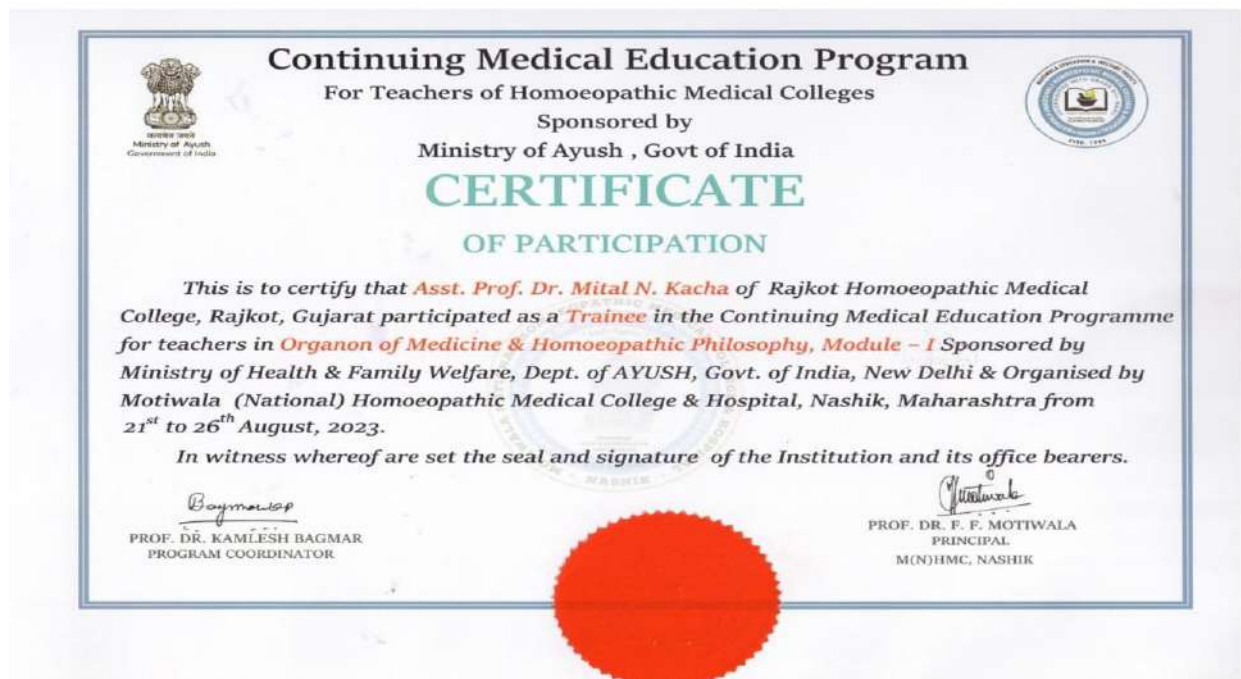 Continuing Medical Education Program
For Teachers of Homoeopathic Medical Colleges
Sponsored by
Ministry of Ayush , Govt of India
सत्यमेव जयते
Ministry of Ayush
Government of India
CERTIFICATE
OF PARTICIPATION
This is to certify that Asst. Prof. Dr. Mital N. Kacha of Rajkot Homoeopathic Medical
College, Rajkot, Gujarat participated as a Trainee in the Continuing Medical Education Programme
for teachers in Organon of Medicine & Homoeopathic Philosophy, Module – I Sponsored by
Ministry of Health & Family Welfare, Dept. of AYUSH, Govt. of India, New Delhi & Organised by
Motiwala (National) Homoeopathic Medical College & Hospital, Nashik, Maharashtra from
21st to 26th August, 2023.
In witness whereof are set the seal and signature of the Institution and its office bearers.
PROF. DR. KAMLESH BAGMAR
PROGRAM COORDINATOR
PROF. DR. F. F. MOTIWALA
PRINCIPAL
M(N)HMC, NASHIK